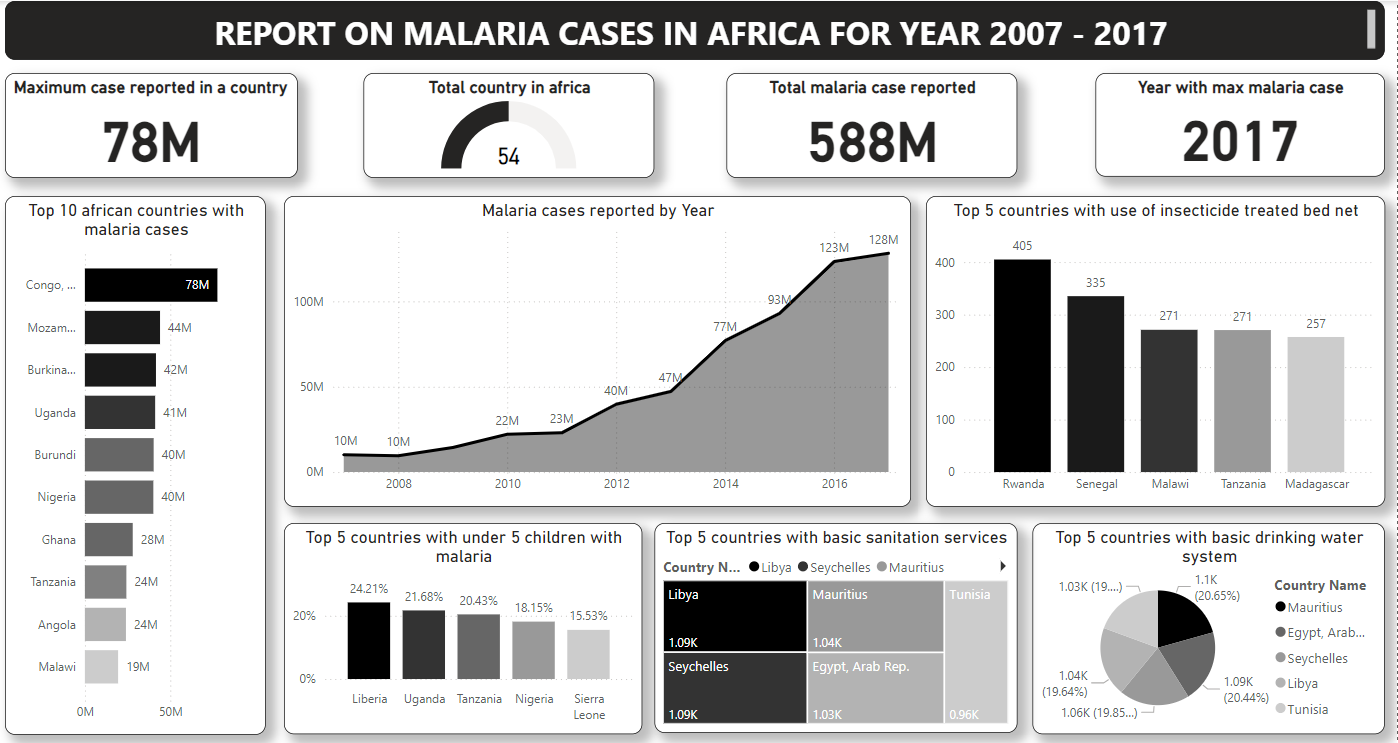 REPORT ON MALARIA CASES IN AFRICA FOR YEAR 2007 - 2017
Maximum case reported in a country
78M
Total country in africa
54
Total malaria case reported
588M
Year with max malaria case
2017
Top 10 african countries with
malaria cases
Congo, ...
78M
Mozam...
44M
Burkina...
42M
Uganda
41M
Burundi
40M
Nigeria
40M
Ghana
28M
Tanzania
24M
Angola
24M
Malawi
19M
0M
50M
Malaria cases reported by Year
100M
50M
0M
10M
10M
22M
23M
40M
47M
77M
93M
123M
128M
2008
2010
2012
2014
2016
Top 5 countries with use of insecticide treated bed net
400
300
200
100
0
405
335
271
271
257
Rwanda
Senegal
Malawi
Tanzania
Madagascar
Top 5 countries with under 5 children with
malaria
20%
0%
24.21%
21.68%
20.43%
18.15%
15.53%
Liberia
Uganda
Tanzania
Nigeria
Sierra
Leone
Top 5 countries with basic sanitation services
Country N... Libya Seychelles Mauritius
Libya
1.09K
Seychelles
1.09K
Mauritius
1.04K
Egypt, Arab Rep.
1.03K
Tunisia
0.96K
Top 5 countries with basic drinking water
system
1.03K (19....)
1.1K
(20.65%)
1.04K
(19.64%)
1.09K
(20.44%)
1.06K (19.85...)
Country Name
Mauritius
Egypt, Arab...
Seychelles
Libya
Tunisia